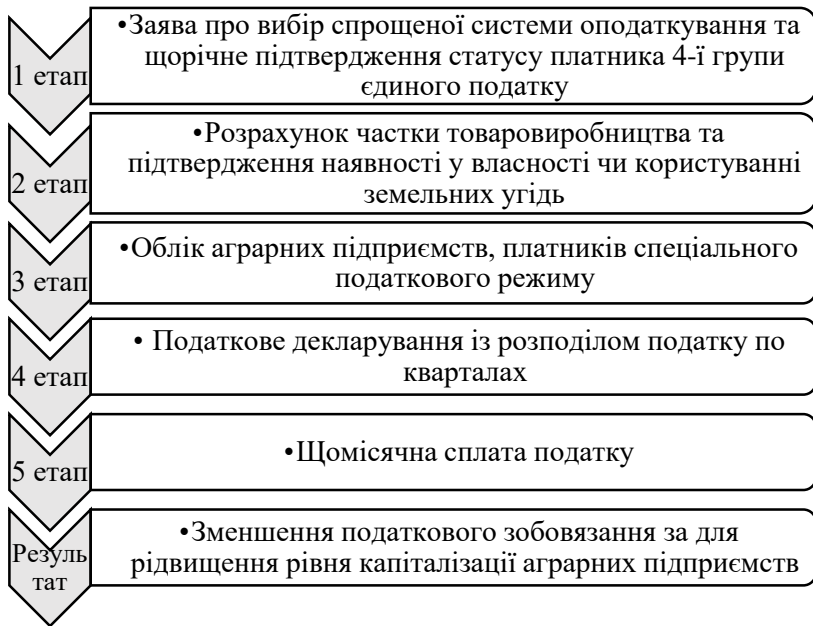 1 етап
•Заява про вибір спрощеної системи оподаткування та
щорічне підтвердження статусу платника 4-ї групи
єдиного податку
2 етап
•Розрахунок частки товаровиробництва та
підтвердження наявності у власності чи користуванні
земельних угідь
3 етап
•Облік аграрних підприємств, платників спеціального
податкового режиму
4 етап
• Податкове декларування із розподілом податку по
кварталах
5 етап
•Щомісячна сплата податку
Резуль
тат
•Зменшення податкового зобовязання за для
рідвищення рівня капіталізації аграрних підприємств